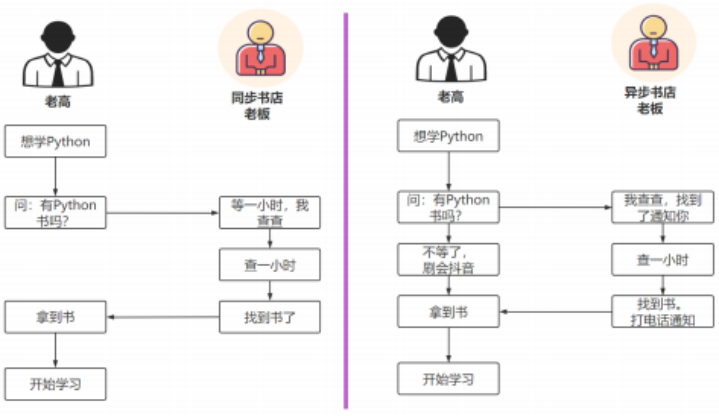 老高
同步书店
老板
想学Python
问：有Python
书吗？
等一小时，我
查查
查一小时
拿到书
找到书了
开始学习
老高
异步书店
老板
想学Python
问：有Python
书吗？
我查查，找到
了通知你
不等了，
刷会抖音
查一小时
拿到书
找到书。
打电话通知
开始学习